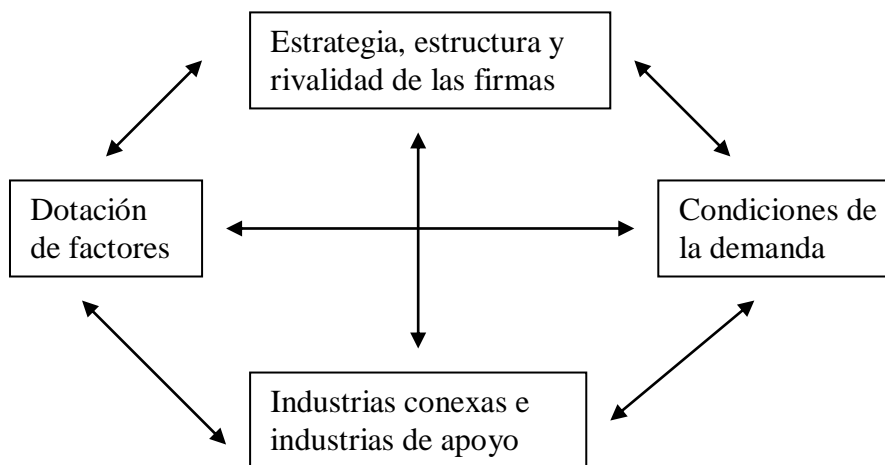 Estrategia, estructura y
rivalidad de las firmas
Dotación
de factores
Condiciones de
la demanda
Industrias conexas e
industrias de apoyo